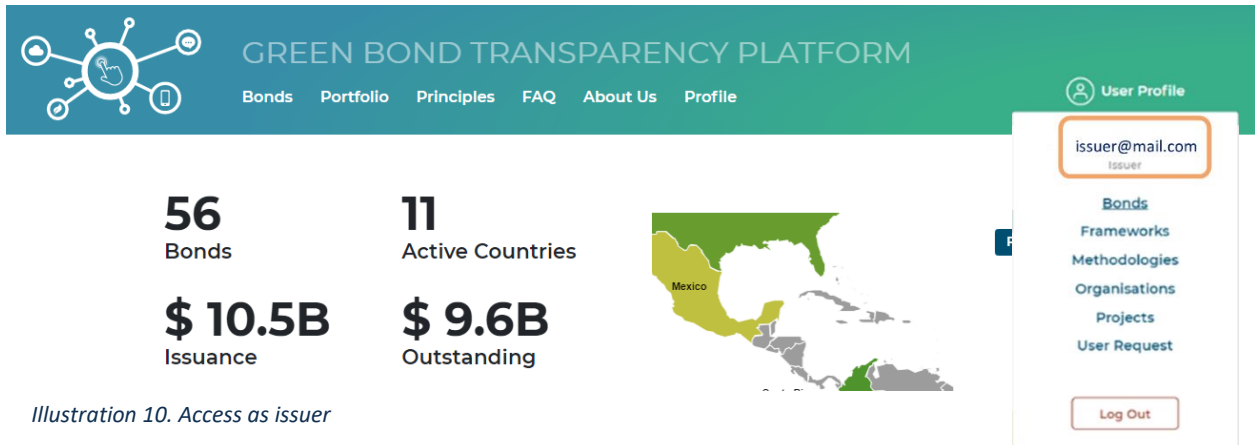 GREEN BOND TRANSPARENCY PLATFORM
Bonds Portfolio Principles FAQ About Us Profile
User Profile
issuer@mail.com
Issuer
Bonds
Frameworks
Methodologies
Organisations
Projects
User Request
Log Out
56
Bonds
11
Active Countries
$ 10.5B
Issuance
$ 9.6B
Outstanding
Mexico
Illustration 10. Access as issuer